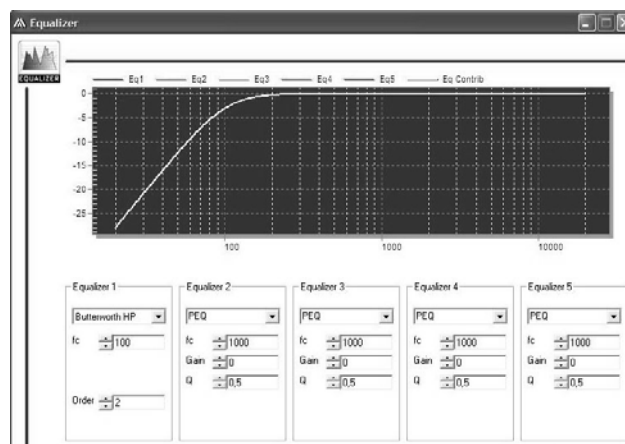 Equalizer
EQUALIZER
Eq1 Eq2 Eq3 Eq4 Eq5 Eq Contrib
0
-5
-10
-15
-20
-25
100 1000 10000
Equalizer 1 Equalizer 2 Equalizer 3 Equalizer 4 Equalizer 5
Butterworth HP PEQ PEQ PEQ PEQ
fc 100 fc 1000 fc 1000 fc 1000 fc 1000
Gain 0 Gain 0 Gain 0 Gain 0
Q 0,5 Q 0,5 Q 0,5 Q 0,5
Order 2